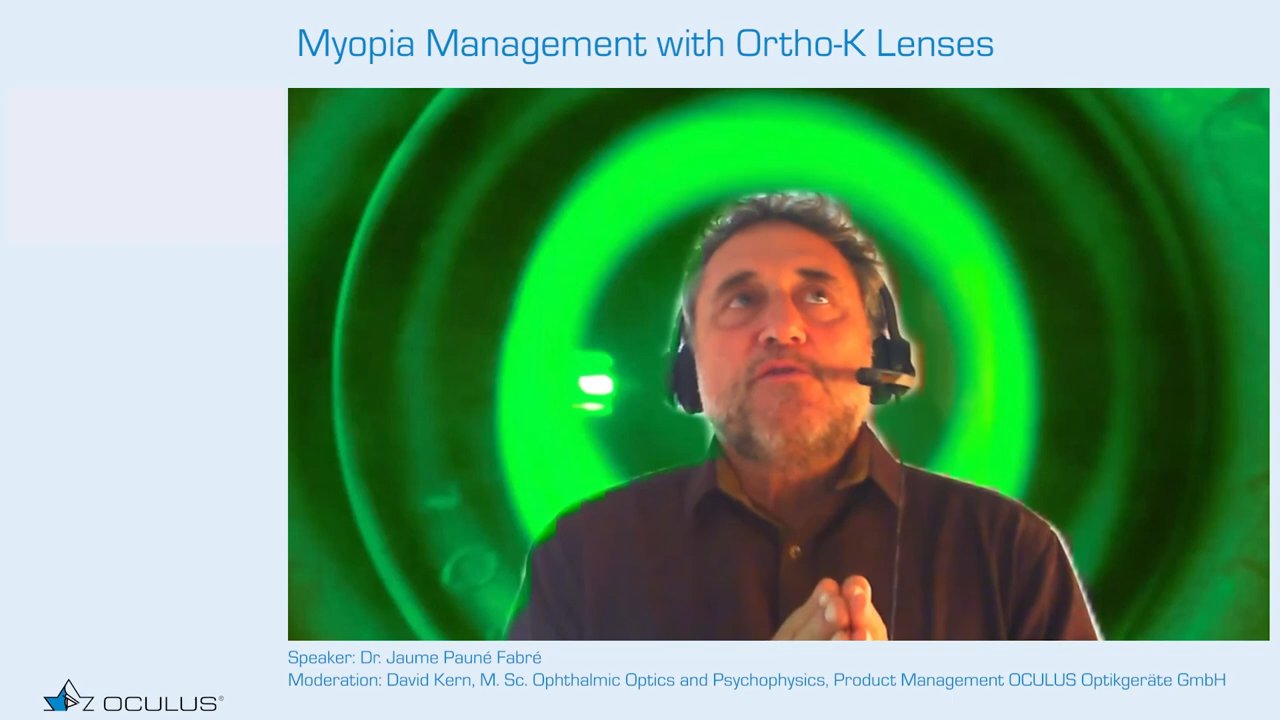 Myopia Management with Ortho-K Lenses
Speaker: Dr. Jaume Pauné Fabré
Moderation: David Kern, M. Sc. Ophthalmic Optics and Psychophysics, Product Management OCULUS Optikgeräte GmbH
OCULUS®